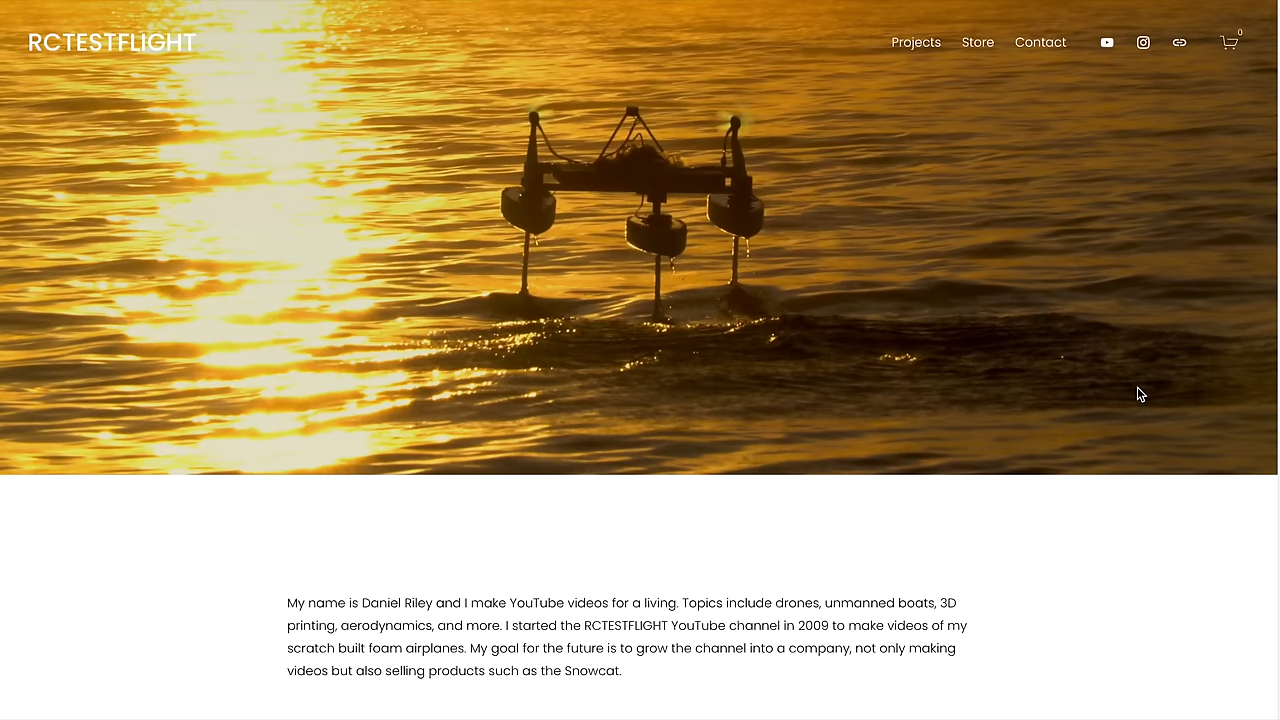 RCTESTFLIGHT
Projects Store Contact
0
My name is Daniel Riley and I make YouTube videos for a living. Topics include drones, unmanned boats, 3D
printing, aerodynamics, and more. I started the RCTESTFLIGHT YouTube channel in 2009 to make videos of my
scratch built foam airplanes. My goal for the future is to grow the channel into a company, not only making
videos but also selling products such as the Snowcat.